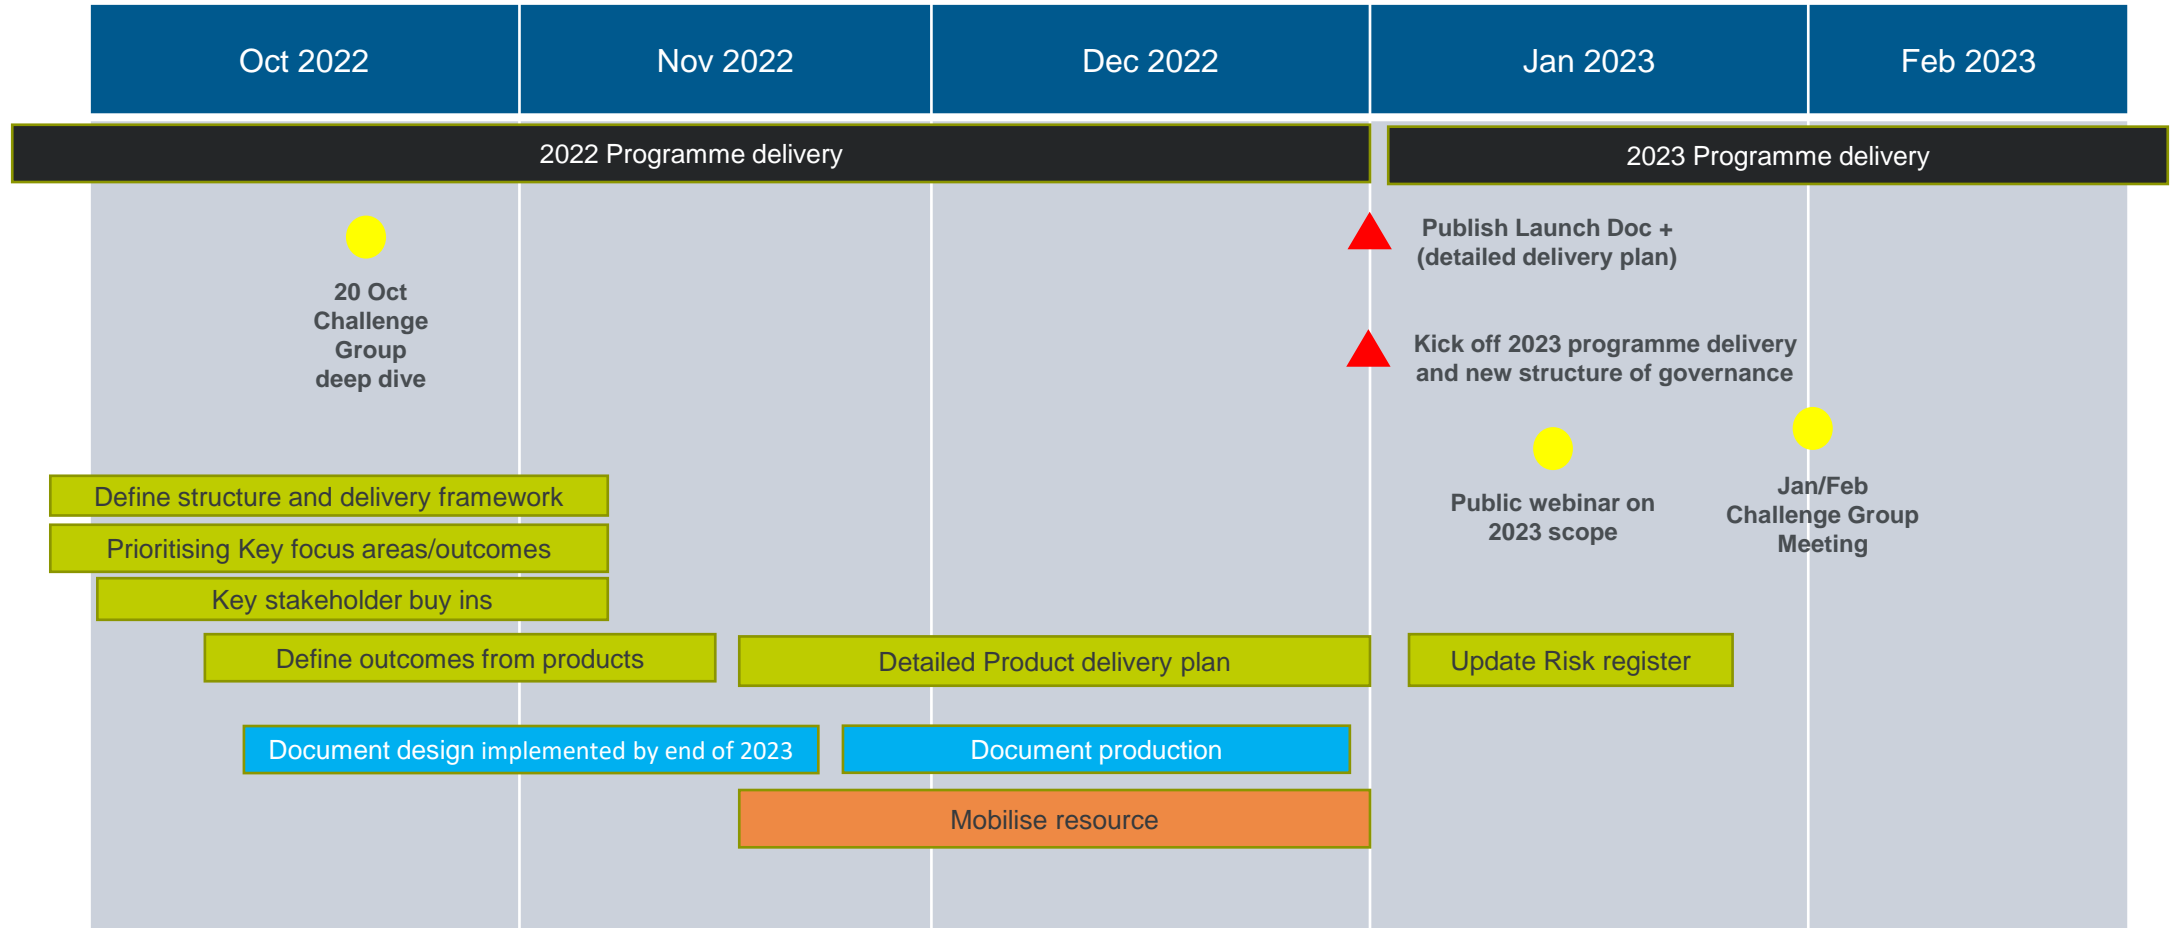 Oct 2022
Nov 2022
Dec 2022
Jan 2023
Feb 2023
2022 Programme delivery
2023 Programme delivery
20 Oct
Challenge
Group
deep dive
Publish Launch Doc +
(detailed delivery plan)
Kick off 2023 programme delivery
and new structure of governance
Public webinar on
2023 scope
Jan/Feb
Challenge Group
Meeting
Define structure and delivery framework
Prioritising Key focus areas/outcomes
Key stakeholder buy ins
Define outcomes from products
Detailed Product delivery plan
Update Risk register
Document design implemented by end of 2023
Document production
Mobilise resource